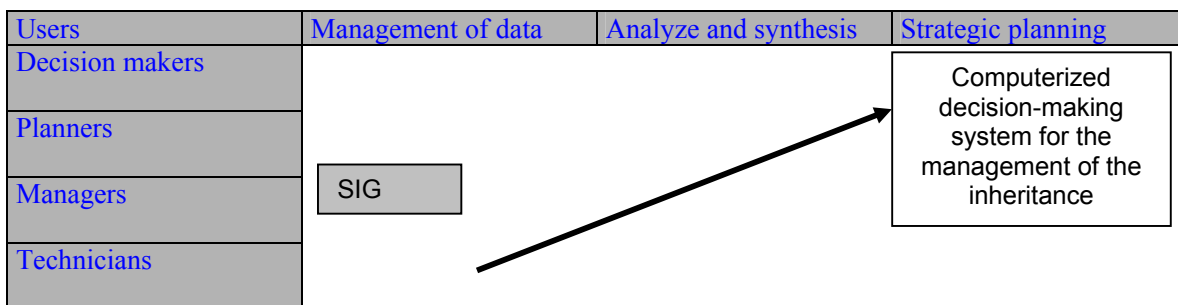 Users Management of data Analyze and synthesis Strategic planning
Decision makers
Computerized
decision-making
system for the
management of the
inheritance
Planners
SIG
Managers
Technicians